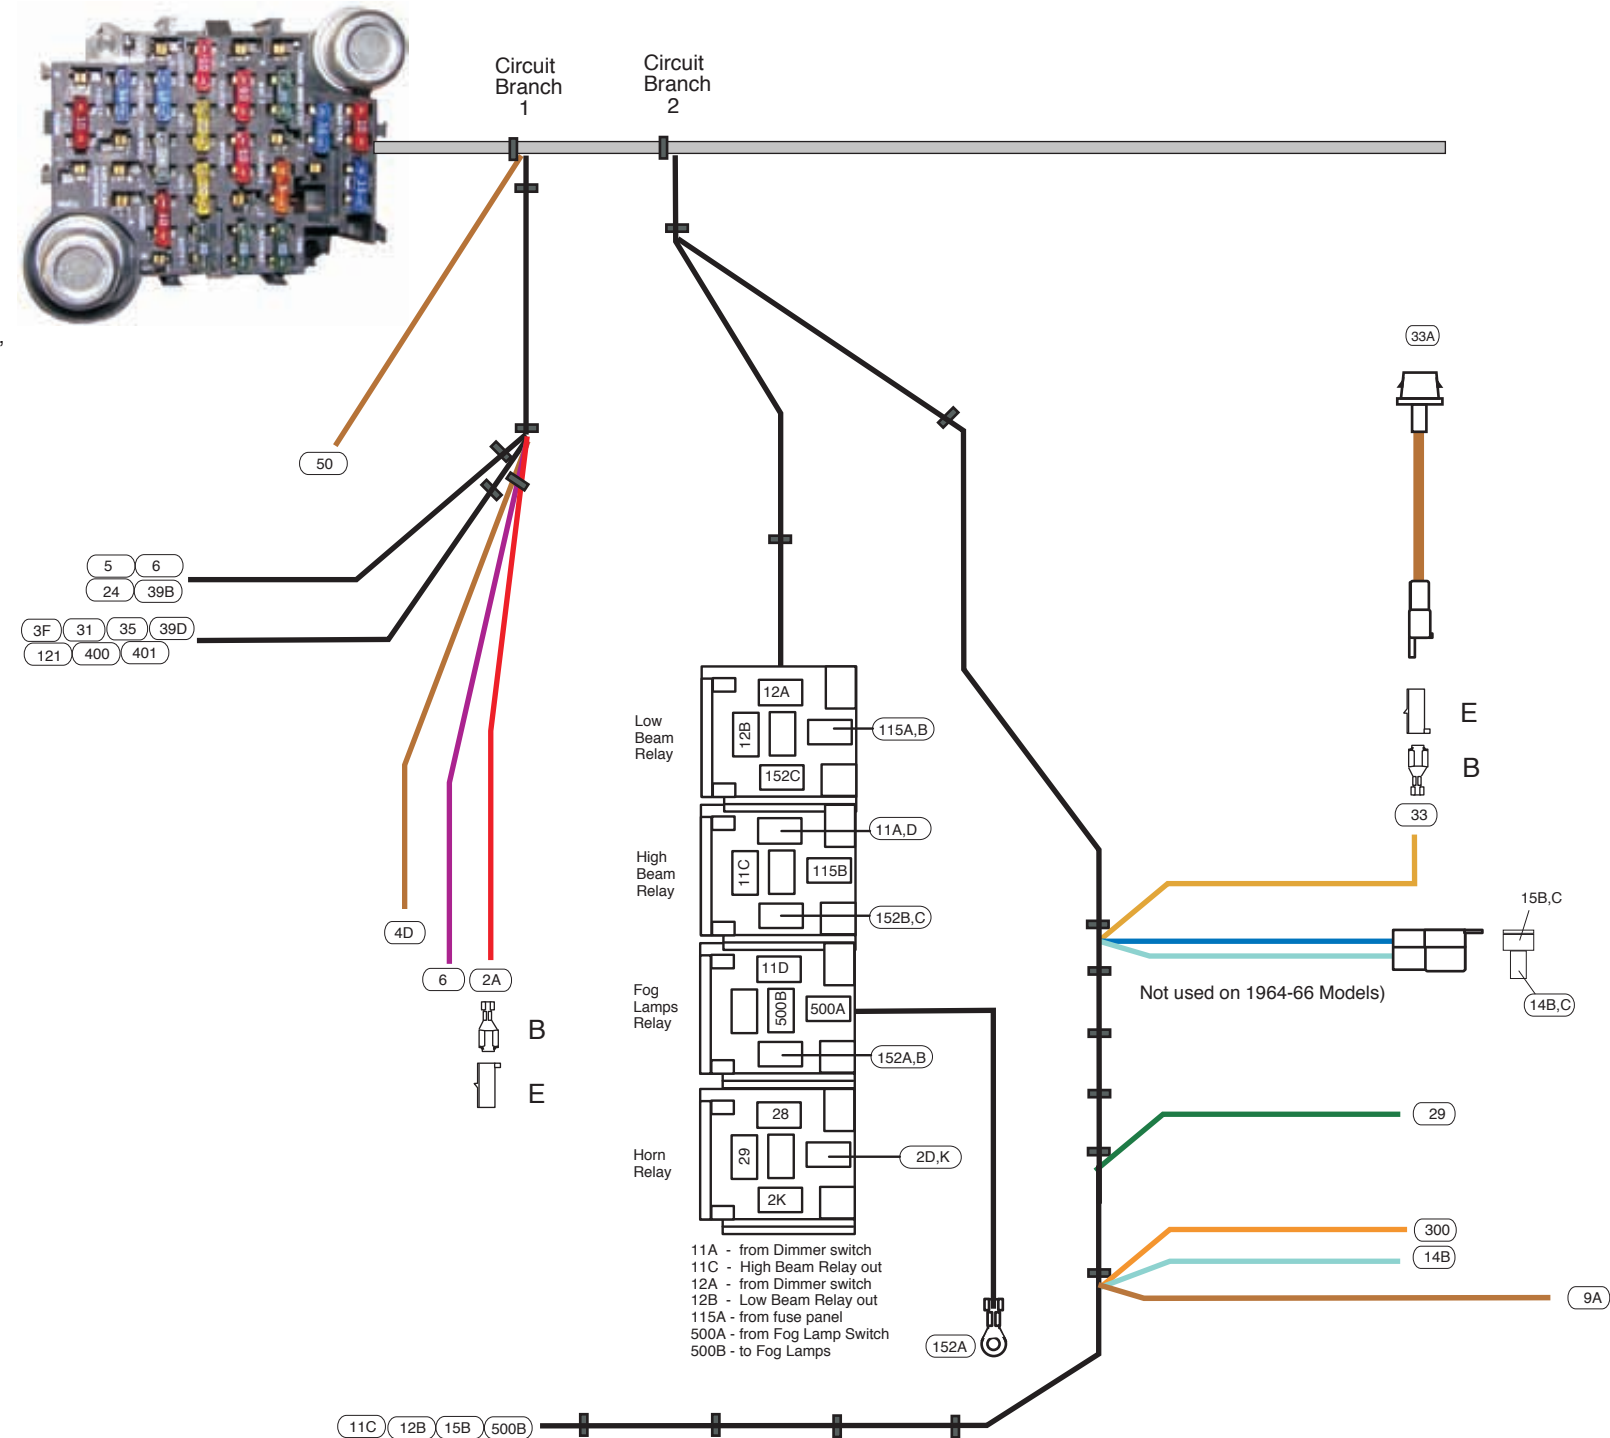 Circuit
Branch
1
Circuit
Branch
2
,
33A
50
5 6
24 39B
3F 31 35 39D
121 400 401
4D
6 2A
B
E
Low
Beam
Relay
12A
12B
152C
115A,B
High
Beam
Relay
11C
115B
11A,D
152B,C
Fog
Lamps
Relay
11D
500B
500A
152A,B
Horn
Relay
28
29
2K
2D,K
11A - from Dimmer switch
11C - High Beam Relay out
12A - from Dimmer switch
12B - Low Beam Relay out
115A - from fuse panel
500A - from Fog Lamp Switch
500B - to Fog Lamps
152A
E
B
33
15B,C
14B,C
Not used on 1964-66 Models)
29
300
14B
9A
11C 12B 15B 500B